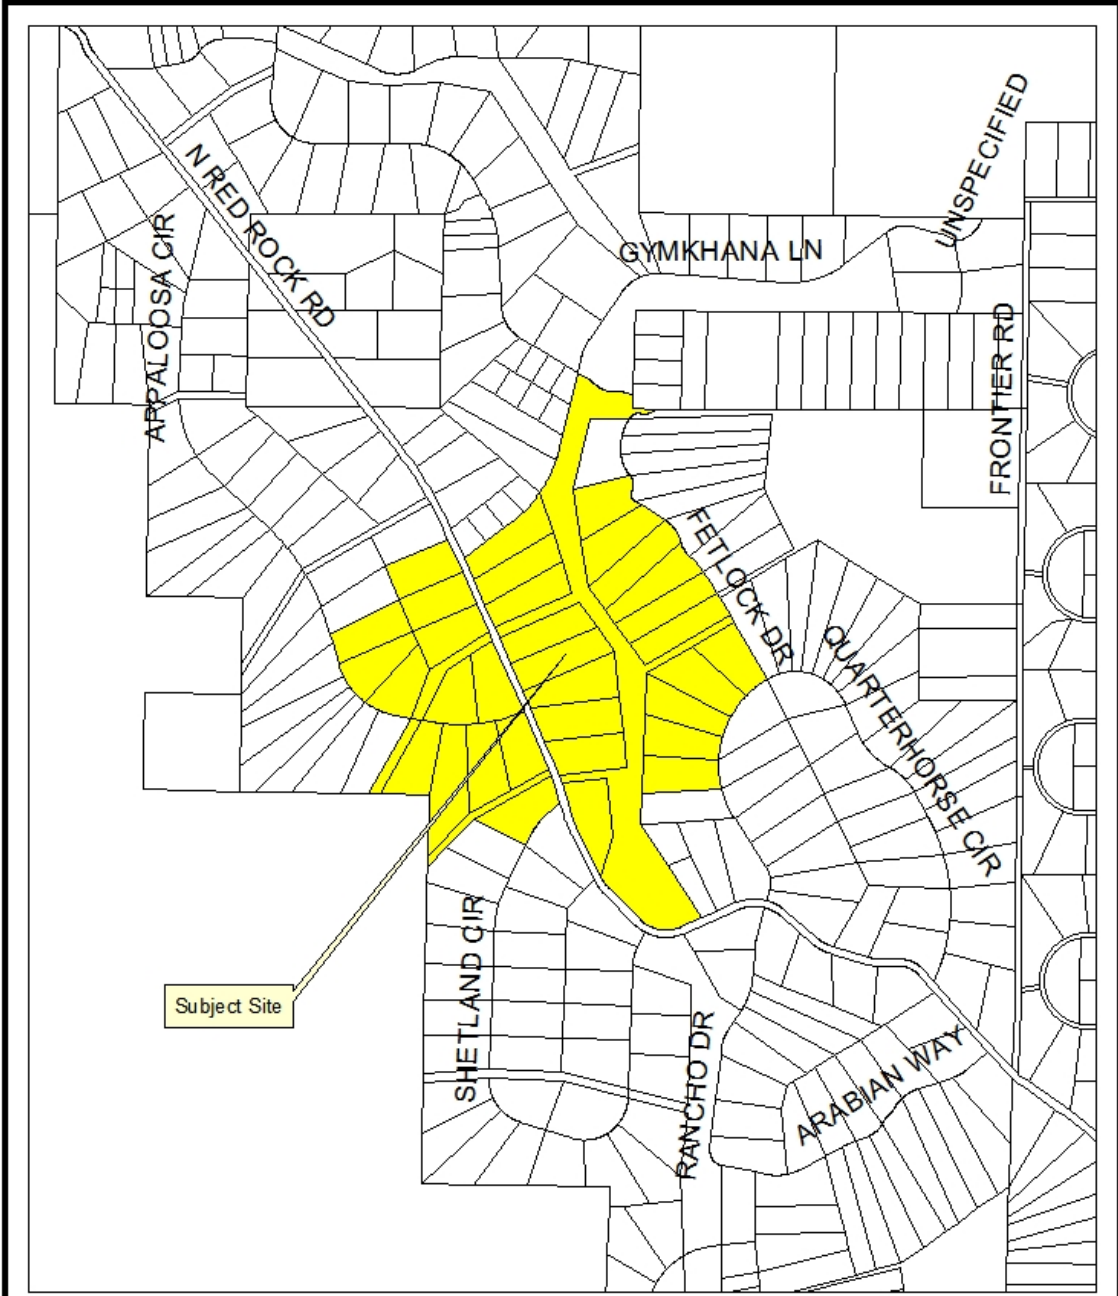 UNSPECIFIED
N RED ROCK RD
GYMKHANA LN
APPALOOSA CIR
FRONTIER RD
FETLOCK DR
QUARTERHORSE CIR
Subject Site
SHETLAND CIR
RANCHO DR
ARABIAN WAY